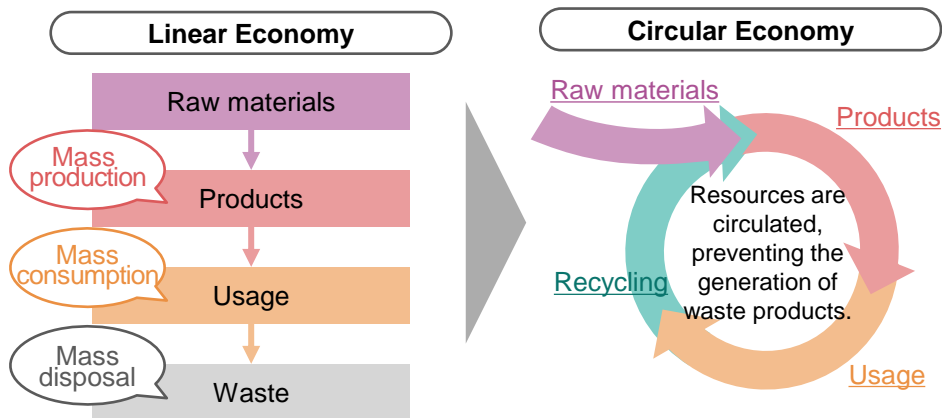 Linear Economy
Raw materials
Mass
production
Products
Mass
consumption
Usage
Mass
disposal
Waste
Circular Economy
Raw materials
Products
Resources are
circulated,
preventing the
generation of
waste products.
Recycling
Usage